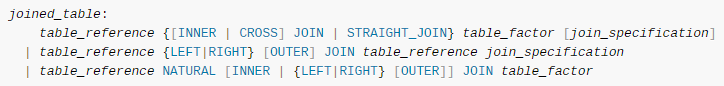 joined_table:
    table_reference {[INNER | CROSS] JOIN | STRAIGHT_JOIN} table_factor [join_specification]
  | table_reference {LEFT|RIGHT} [OUTER] JOIN table_reference join_specification
  | table_reference NATURAL [INNER | {LEFT|RIGHT} [OUTER]] JOIN table_factor